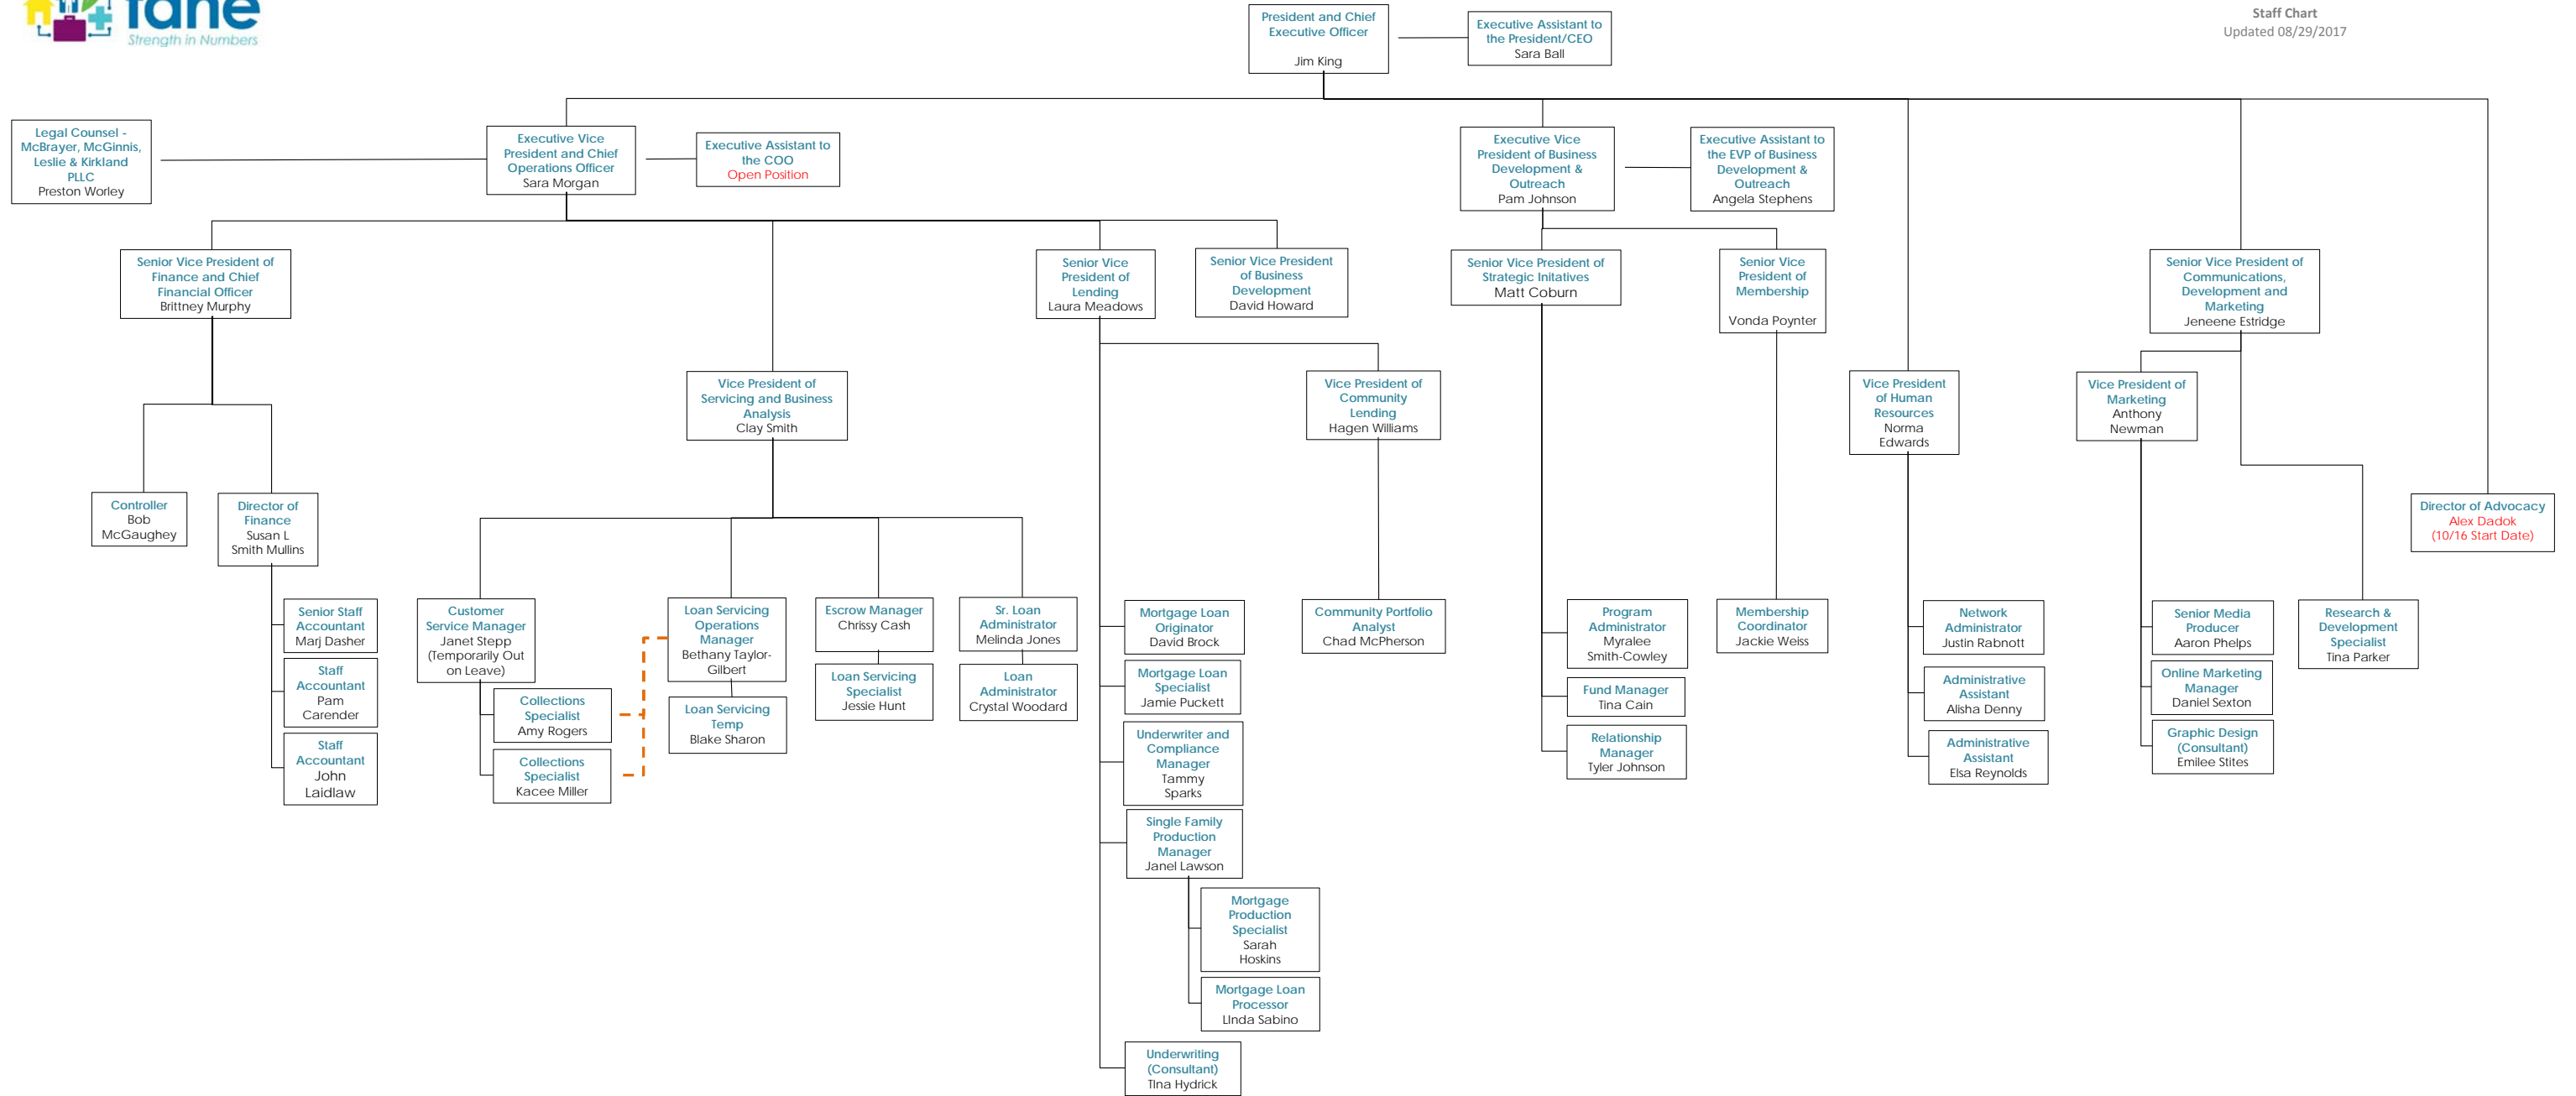 fahe
Strength in Numbers
Staff Chart
Updated 08/29/2017
President and Chief
Executive Officer
Jim King
Executive Assistant to
the President/CEO
Sara Ball
Legal Counsel -
McBrayer, McGinnis,
Leslie & Kirkland
PLLC
Preston Worley
Executive Vice
President and Chief
Operations Officer
Sara Morgan
Executive Assistant to
the COO
Open Position
Executive Vice
President of Business
Development &
Outreach
Pam Johnson
Executive Assistant to
the EVP of Business
Development &
Outreach
Angela Stephens
Senior Vice President of
Finance and Chief
Financial Officer
Brittney Murphy
Senior Vice
President of
Lending
Laura Meadows
Senior Vice President
of Business
Development
David Howard
Senior Vice President of
Strategic Initatives
Matt Coburn
Senior Vice
President of
Membership
Vonda Poynter
Senior Vice President of
Communications,
Development and
Marketing
Jeneene Estridge
Vice President of
Servicing and Business
Analysis
Clay Smith
Vice President of
Community
Lending
Hagen Williams
Vice President
of Human
Resources
Norma
Edwards
Vice President of
Marketing
Anthony
Newman
Controller
Bob
McGaughey
Director of
Finance
Susan L
Smith Mullins
Director of Advocacy
Alex Dadok
(10/16 Start Date)
Senior Staff
Accountant
Marj Dasher
Staff
Accountant
Pam
Carender
Staff
Accountant
John
Laidlaw
Customer
Service Manager
Janet Stepp
(Temporarily Out
on Leave)
Collections
Specialist
Amy Rogers
Collections
Specialist
Kacee Miller
Loan Servicing
Operations
Manager
Bethany Taylor-
Gilbert
Loan Servicing
Temp
Blake Sharon
Escrow Manager
Chrissy Cash
Loan Servicing
Specialist
Jessie Hunt
Sr. Loan
Administrator
Melinda Jones
Loan
Administrator
Crystal Woodard
Mortgage Loan
Originator
David Brock
Mortgage Loan
Specialist
Jamie Puckett
Underwriter and
Compliance
Manager
Tammy
Sparks
Single Family
Production
Manager
Janel Lawson
Mortgage
Production
Specialist
Sarah
Hoskins
Mortgage Loan
Processor
LInda Sabino
Underwriting
(Consultant)
TIna Hydrick
Community Portfolio
Analyst
Chad McPherson
Program
Administrator
Myralee
Smith-Cowley
Fund Manager
Tina Cain
Relationship
Manager
Tyler Johnson
Membership
Coordinator
Jackie Weiss
Network
Administrator
Justin Rabnott
Administrative
Assistant
Alisha Denny
Administrative
Assistant
Elsa Reynolds
Senior Media
Producer
Aaron Phelps
Online Marketing
Manager
Daniel Sexton
Graphic Design
(Consultant)
Emilee Stites
Research &
Development
Specialist
Tina Parker